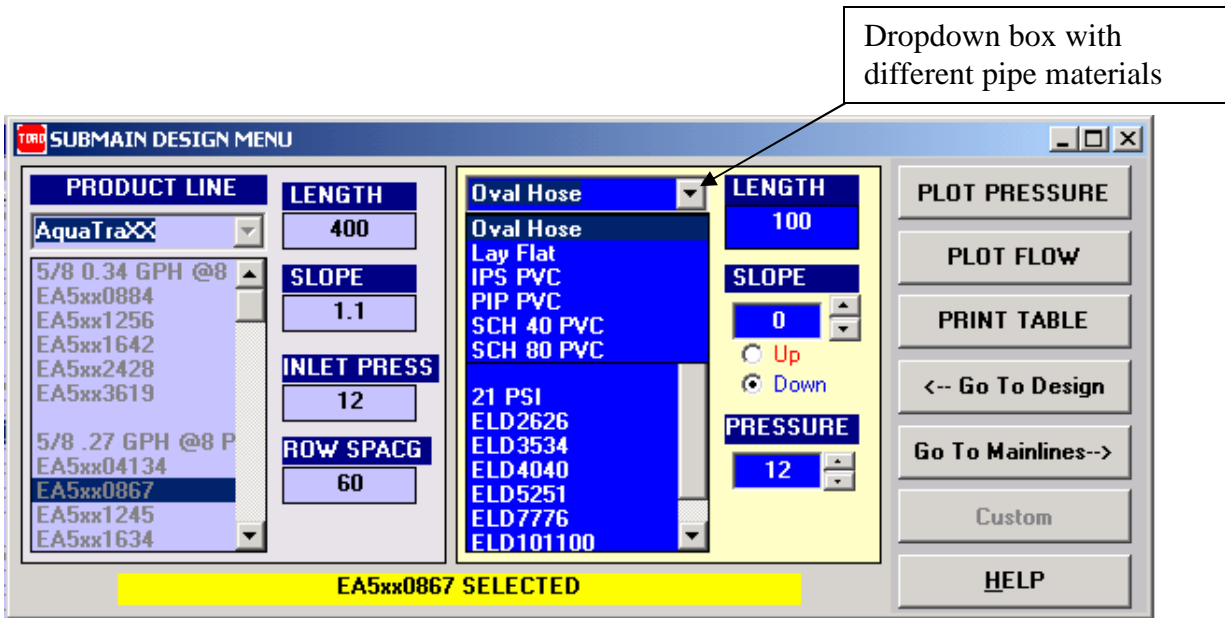 Dropdown box with
different pipe materials
TORO SUBMAIN DESIGN MENU
PRODUCT LINE
AquaTraXX
5/8 0.34 GPH @8
EA5xx0884
EA5xx1256
EA5xx1642
EA5xx2428
EA5xx3619
5/8 .27 GPH @8 P
EA5xx04134
EA5xx0867
EA5xx1245
EA5xx1634
LENGTH
400
SLOPE
1.1
INLET PRESS
12
ROW SPACG
60
Oval Hose
Oval Hose
Lay Flat
IPS PVC
PIP PVC
SCH 40 PVC
SCH 80 PVC
21 PSI
ELD2626
ELD3534
ELD4040
ELD5251
ELD7776
ELD101100
LENGTH
100
SLOPE
0
Up
Down
PRESSURE
12
PLOT PRESSURE
PLOT FLOW
PRINT TABLE
<-- Go To Design
Go To Mainlines-->
Custom
HELP
EA5xx0867 SELECTED